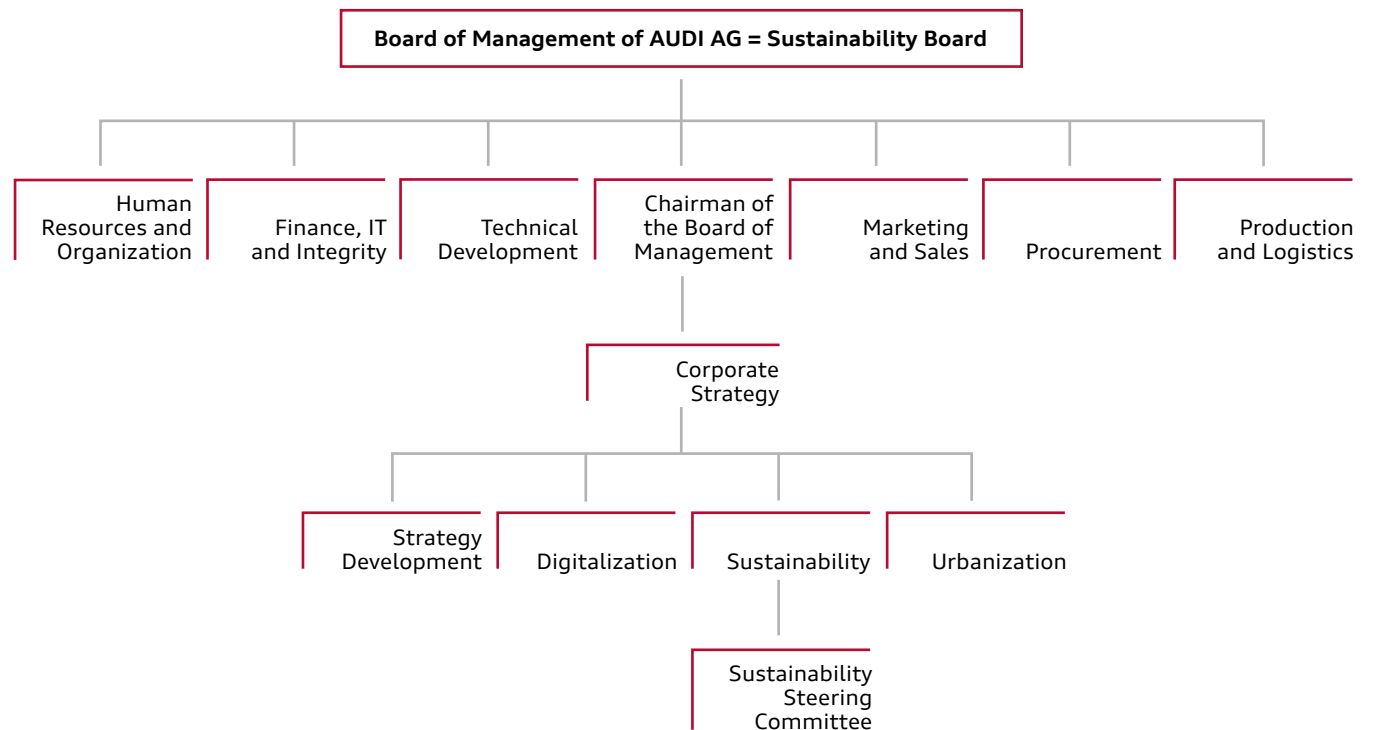 Board of Management of AUDI AG = Sustainability Board
Human
Resources and
Organization
Finance, IT
and Integrity
Technical
Development
Chairman of
the Board of
Management
Marketing
and Sales
Procurement
Production
and Logistics
Corporate
Strategy
Strategy
Development
Digitalization
Sustainability
Urbanization
Sustainability
Steering
Committee